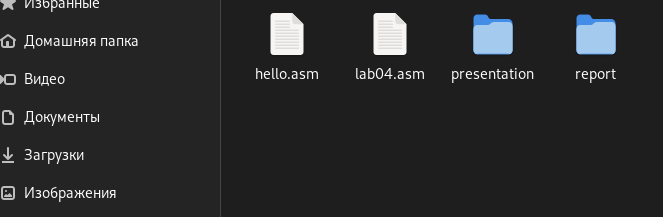 Избранные
Домашняя папка
Видео
Документы
Загрузки
Изображения
hello.asm
lab04.asm
presentation
report